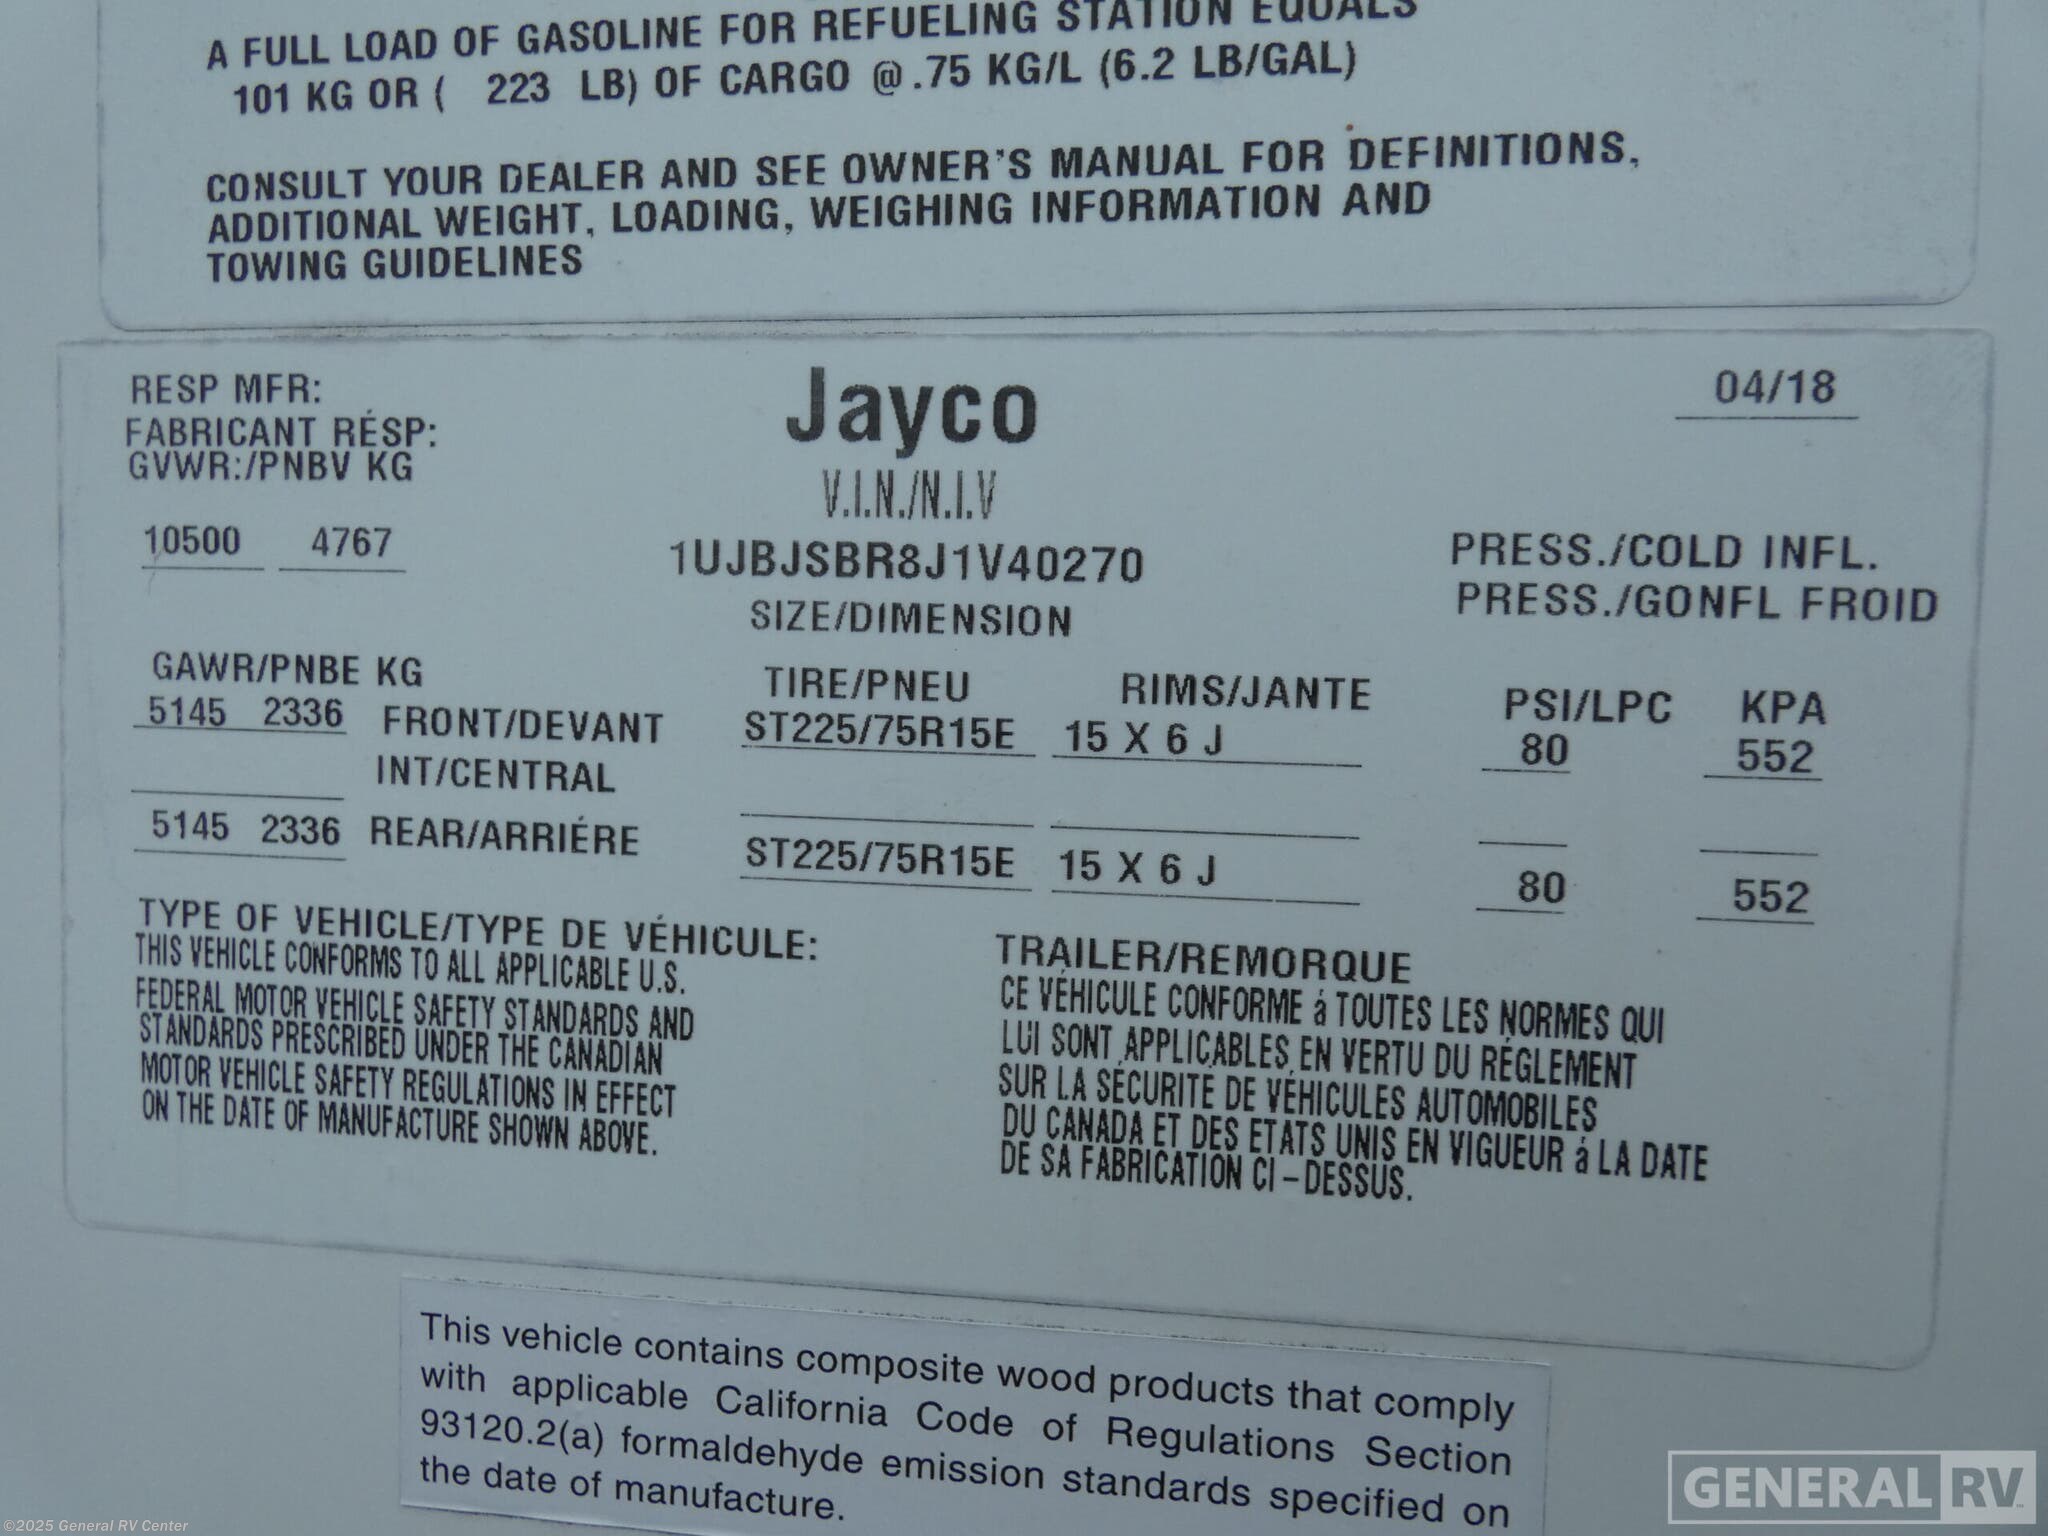 A FULL LOAD OF GASOLINE FOR REFUELING STATION EQUALS
101 KG OR ( 223 LB) OF CARGO @ .75 KG/L (6.2 LB/GAL)
CONSULT YOUR DEALER AND SEE OWNER'S MANUAL FOR DEFINITIONS,
ADDITIONAL WEIGHT, LOADING, WEIGHING INFORMATION AND
TOWING GUIDELINES
RESP MFR:
FABRICANT RÉSP:
GVWR:/PNBV KG
10500 4767
Jayco
V.I.N./N.I.V
1UJBJSBR8J1V40270
SIZE/DIMENSION
04/18
PRESS./COLD INFL.
PRESS./GONFL FROID
GAWR/PNBE KG TIRE/PNEU RIMS/JANTE PSI/LPC KPA
5145 2336 FRONT/DEVANT ST225/75R15E 15 X 6 J 80 552
INT/CENTRAL
5145 2336 REAR/ARRIÉRE ST225/75R15E 15 X 6 J 80 552
TYPE OF VEHICLE/TYPE DE VÉHICULE: TRAILER/REMORQUE
THIS VEHICLE CONFORMS TO ALL APPLICABLE U.S.
FEDERAL MOTOR VEHICLE SAFETY STANDARDS AND
STANDARDS PRESCRIBED UNDER THE CANADIAN
MOTOR VEHICLE SAFETY REGULATIONS IN EFFECT
ON THE DATE OF MANUFACTURE SHOWN ABOVE.
CE VÉHICULE CONFORME á TOUTES LES NORMES QUI
LUI SONT APPLICABLES EN VERTU DU RÉGLEMENT
SUR LA SÉCURITÉ DE VÉHICULES AUTOMOBILES
DU CANADA ET DES ETATS UNIS EN VIGUEUR á LA DATE
DE SA FABRICATION CI-DESSUS.
This vehicle contains composite wood products that comply
with applicable California Code of Regulations Section
93120.2(a) formaldehyde emission standards specified on
the date of manufacture.
GENERAL RV
©2025 General RV Center